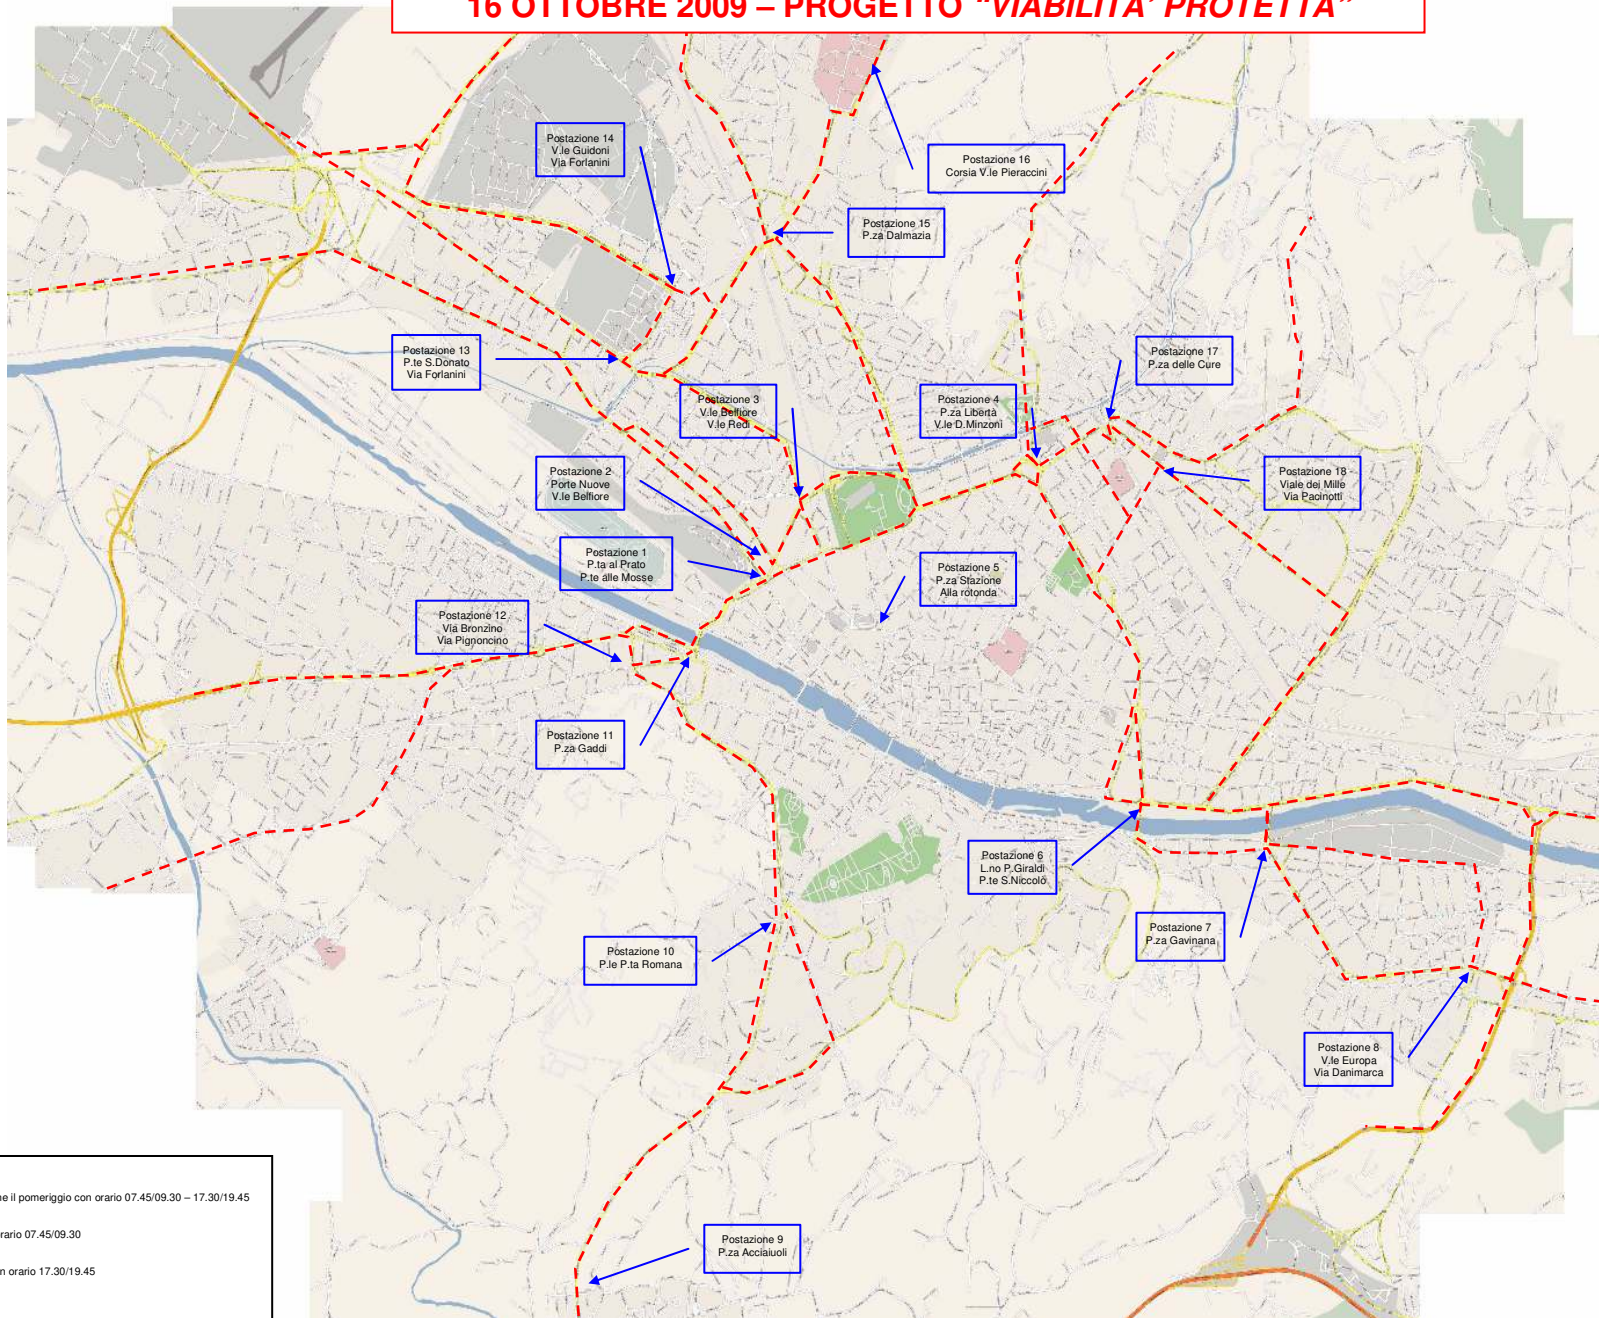 16 OTTOBRE 2009 – PROGETTO “VIABILITA’ PROTETTA”
Postazione 14
V.le Guidoni
Via Forlanini
Postazione 16
Corsia V.le Pieraccini
Postazione 15
P.za Dalmazia
Postazione 13
P.te S.Donato
Via Forlanini
Postazione 17
P.za delle Cure
Postazione 3
V.le Belfiore
V.le Redi
Postazione 4
P.za Libertà
V.le D.Minzoni
Postazione 2
Porte Nuove
V.le Belfiore
Postazione 18
Viale dei Mille
Via Pacinotti
Postazione 1
P.ta al Prato
P.te alle Mosse
Postazione 5
P.za Stazione
Alla rotonda
Postazione 12
Via Bronzino
Via Pignoncino
Postazione 11
P.za Gaddi
Postazione 6
L.no P.Giraldi
P.te S.Niccolò
Postazione 7
P.za Gavinana
Postazione 10
P.le P.ta Romana
Postazione 8
V.le Europa
Via Danimarca
Postazione 9
P.za Acciaiuoli
il pomeriggio con orario 07.45/09.30 – 17.30/19.45
07.45/09.30
orario 17.30/19.45